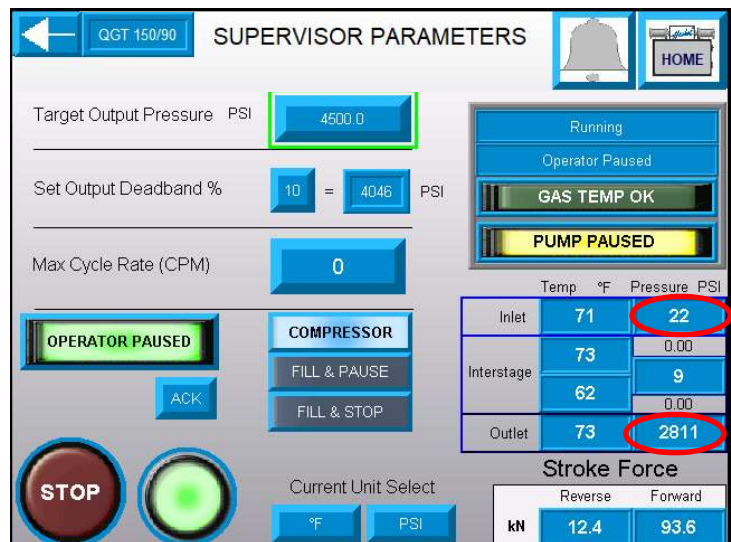 QGT 150/90
SUPERVISOR PARAMETERS
HOME
Target Output Pressure PSI
4500.0
Set Output Deadband %
10 = 4046 PSI
Max Cycle Rate (CPM)
0
Running
Operator Paused
GAS TEMP OK
PUMP PAUSED
Temp °F Pressure PSI
Inlet 71 22
0.00
Interstage 73 9
62
0.00
Outlet 73 2811
OPERATOR PAUSED
ACK
COMPRESSOR
FILL & PAUSE
FILL & STOP
STOP
Current Unit Select
°F PSI
Stroke Force
Reverse Forward
kN 12.4 93.6